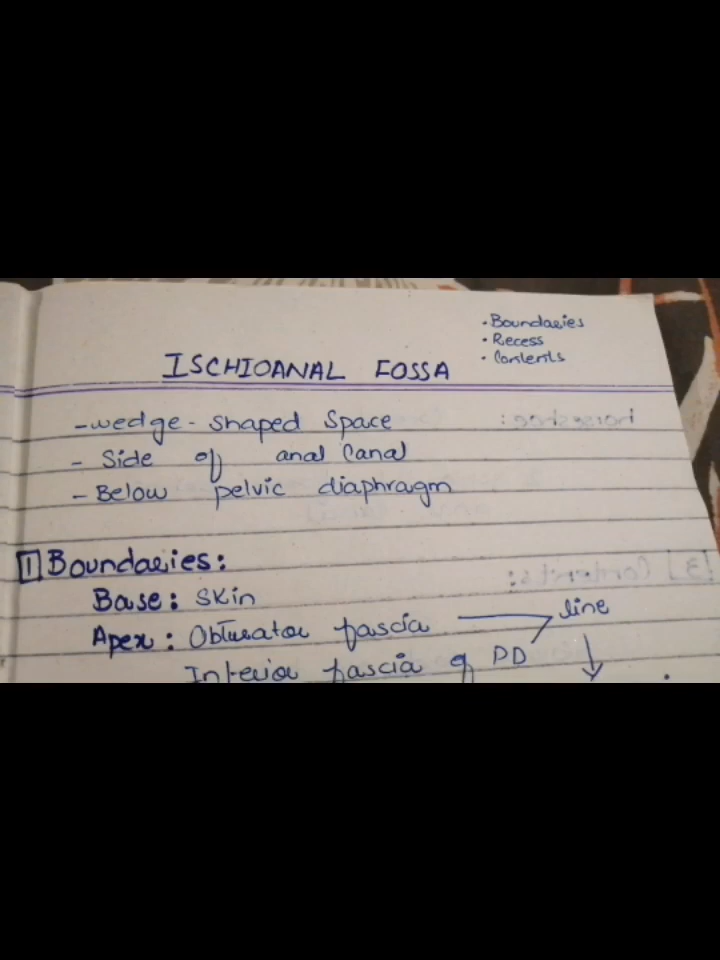 • Boundaries
• Recess
• Contents
ISCHIOANAL FOSSA
- wedge - shaped Space
- Side of anal Canal
- Below pelvic diaphragm
1 Boundaries:
Base: Skin
Apex: Obturator fascia line
Inferior fascia of PD